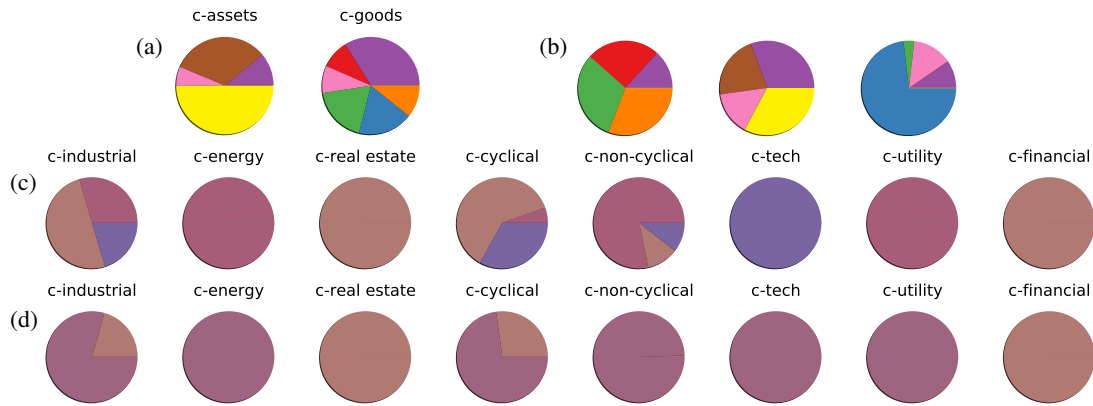 c-assets c-goods
(a) (b)
c-industrial c-energy c-real estate c-cyclical c-non-cyclical c-tech c-utility c-financial
(c)
c-industrial c-energy c-real estate c-cyclical c-non-cyclical c-tech c-utility c-financial
(d)